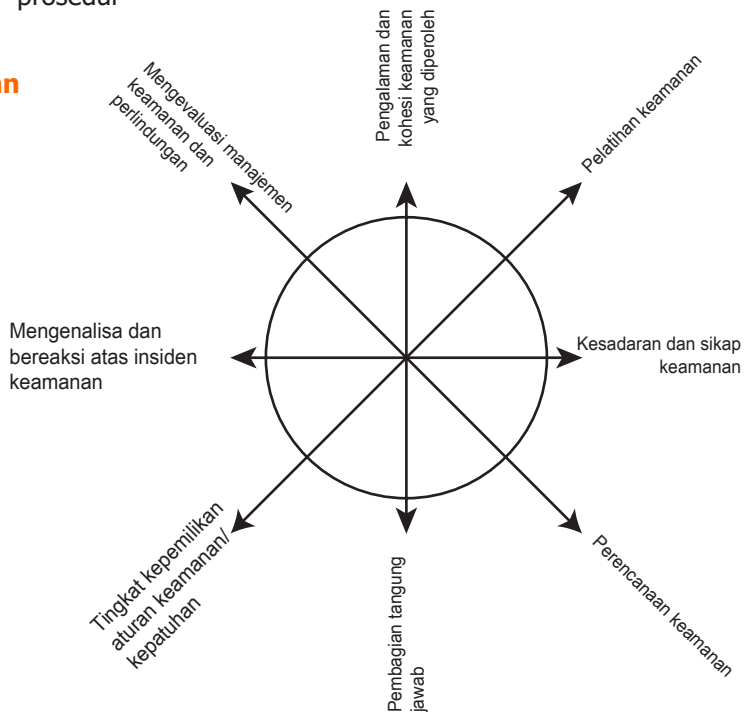 prosedur
an
Pengalaman dan
kohesi keamanan
yang diperoleh
Pelatihan keamanan
Kesadaran dan sikap
keamanan
Perencanaan keamanan
Pembagian tangung
jawab
Tingkat kepemilikan
aturan keamanan/
kepatuhan
Mengenalisa dan
bereaksi atas insiden
keamanan
Mengevaluasi manajemen
keamanan dan
perlindungan